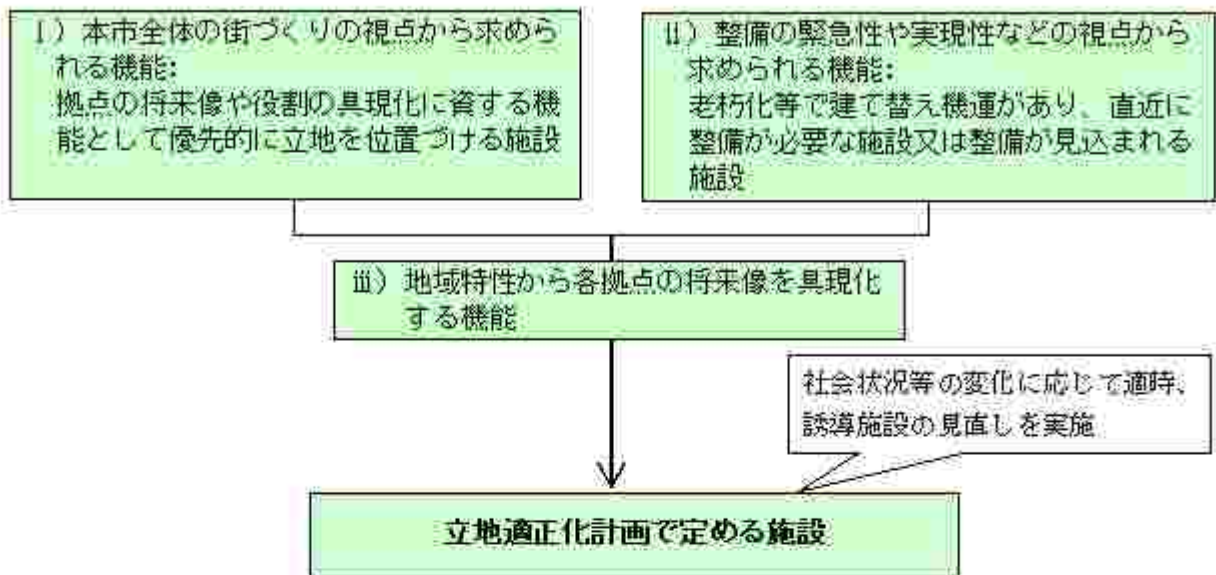 ⅰ）本市全体の街づくりの視点から求めら
れる機能：
拠点の将来像や役割の具現化に資する機
能として優先的に立地を位置づける施設
ⅱ）整備の緊急性や実現性などの視点から
求められる機能：
老朽化等で建て替え機運があり、直近に
整備が必要な施設又は整備が見込まれる
施設
ⅲ）地域特性から各拠点の将来像を具現化
する機能
社会状況等の変化に応じて適時、
誘導施設の見直しを実施
立地適正化計画で定める施設